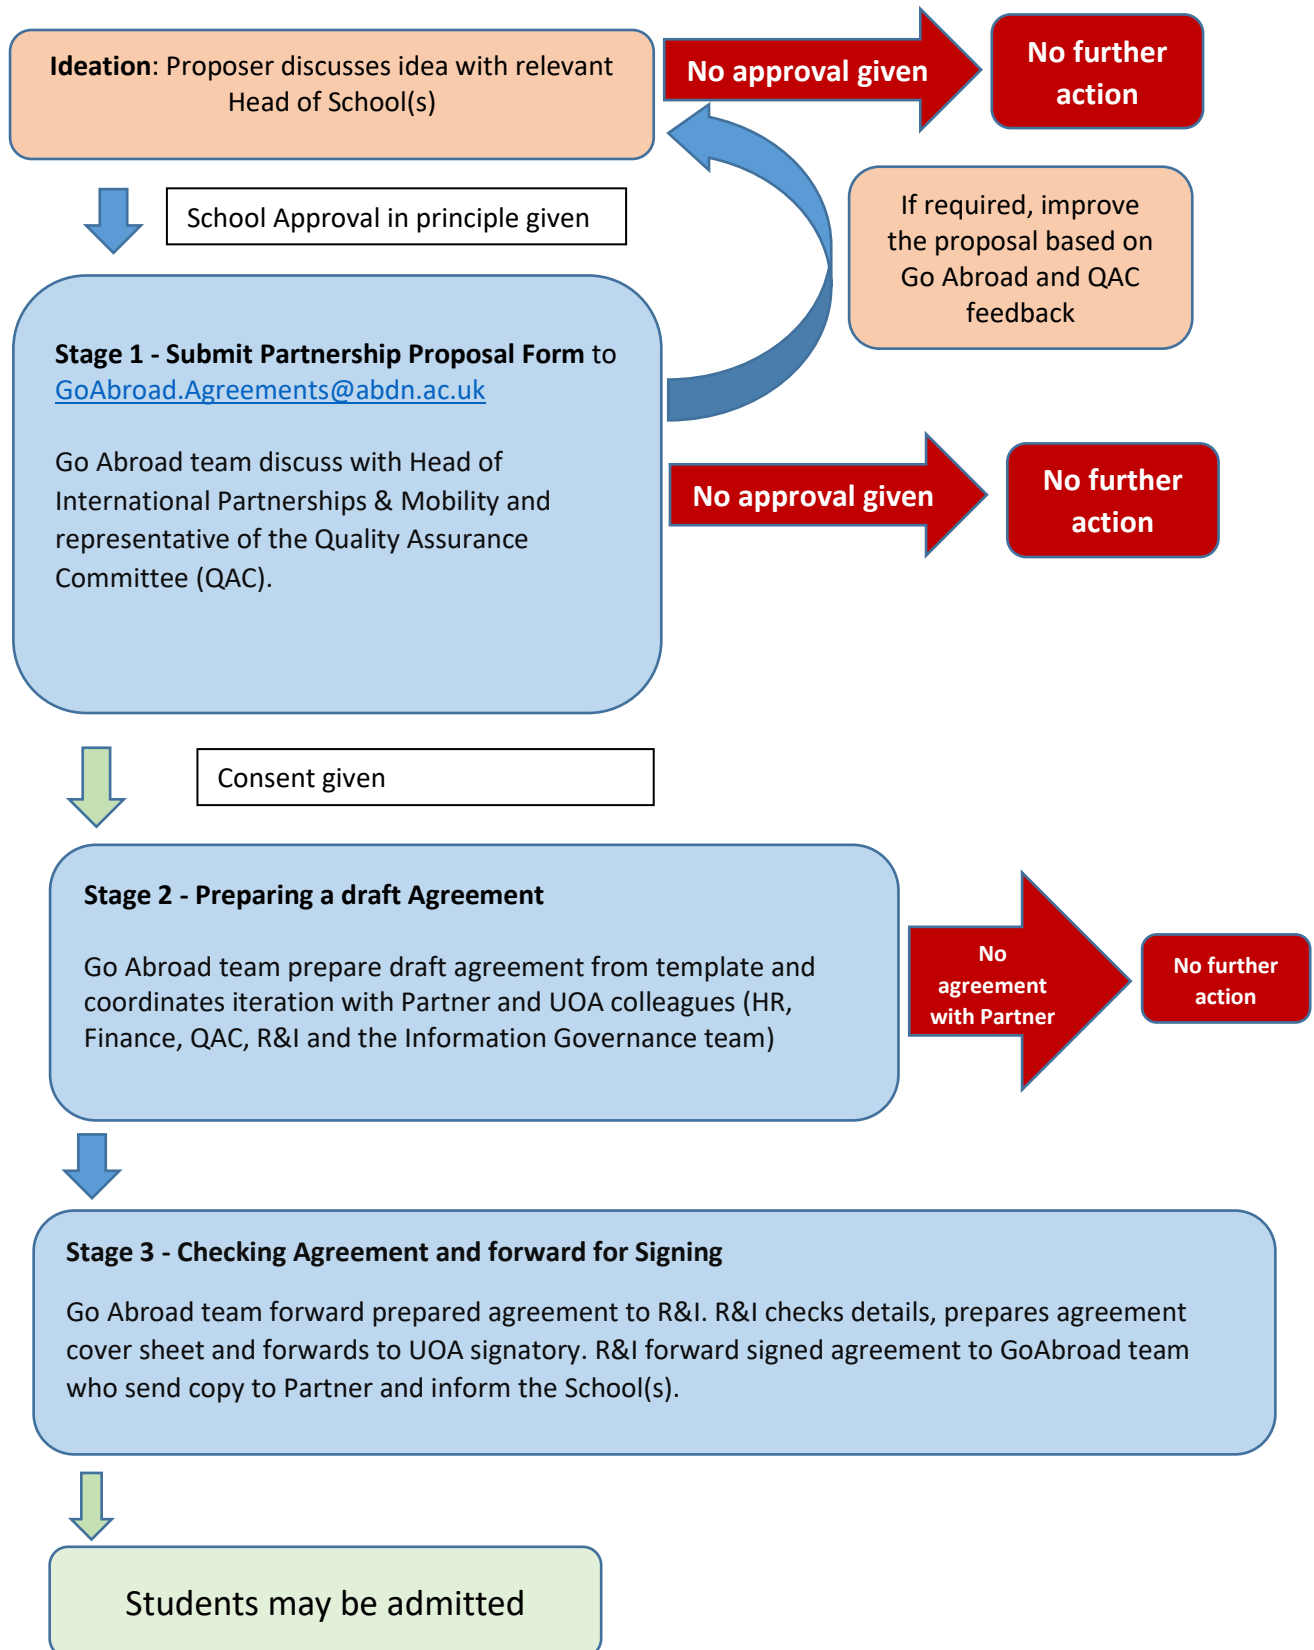 Ideation: Proposer discusses idea with relevant
Head of School(s)
No approval given
No further
action
School Approval in principle given
If required, improve
the proposal based on
Go Abroad and QAC
feedback
Stage 1 - Submit Partnership Proposal Form to
GoAbroad.Agreements@abdn.ac.uk
Go Abroad team discuss with Head of
International Partnerships & Mobility and
representative of the Quality Assurance
Committee (QAC).
No approval given
No further
action
Consent given
Stage 2 - Preparing a draft Agreement
Go Abroad team prepare draft agreement from template and
coordinates iteration with Partner and UOA colleagues (HR,
Finance, QAC, R&I and the Information Governance team)
No
agreement
with Partner
No further
action
Stage 3 - Checking Agreement and forward for Signing
Go Abroad team forward prepared agreement to R&I. R&I checks details, prepares agreement
cover sheet and forwards to UOA signatory. R&I forward signed agreement to GoAbroad team
who send copy to Partner and inform the School(s).
Students may be admitted